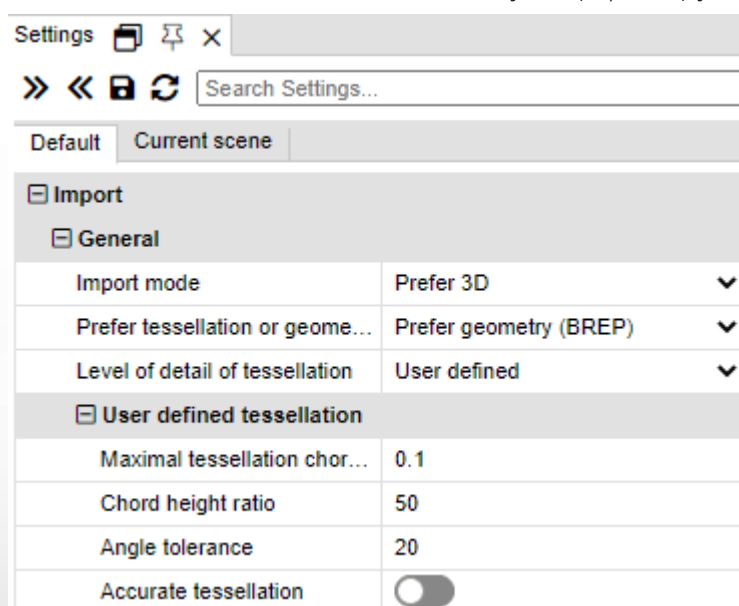 Settings
Search Settings...
Default Current scene
Import
General
Import mode Prefer 3D
Prefer tessellation or geome... Prefer geometry (BREP)
Level of detail of tessellation User defined
User defined tessellation
Maximal tessellation chor... 0.1
Chord height ratio 50
Angle tolerance 20
Accurate tessellation